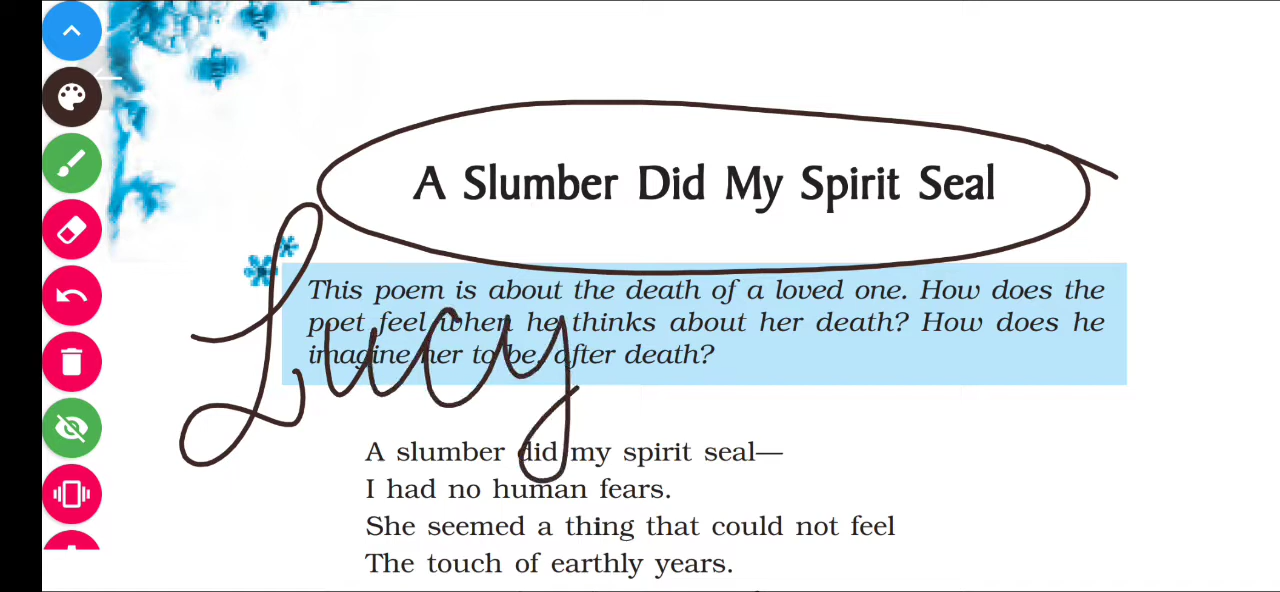 A Slumber Did My Spirit Seal
This poem is about the death of a loved one. How does the
poet feel when he thinks about her death? How does he
imagine her to be, after death?
Lucy
A slumber did my spirit seal—
I had no human fears.
She seemed a thing that could not feel
The touch of earthly years.